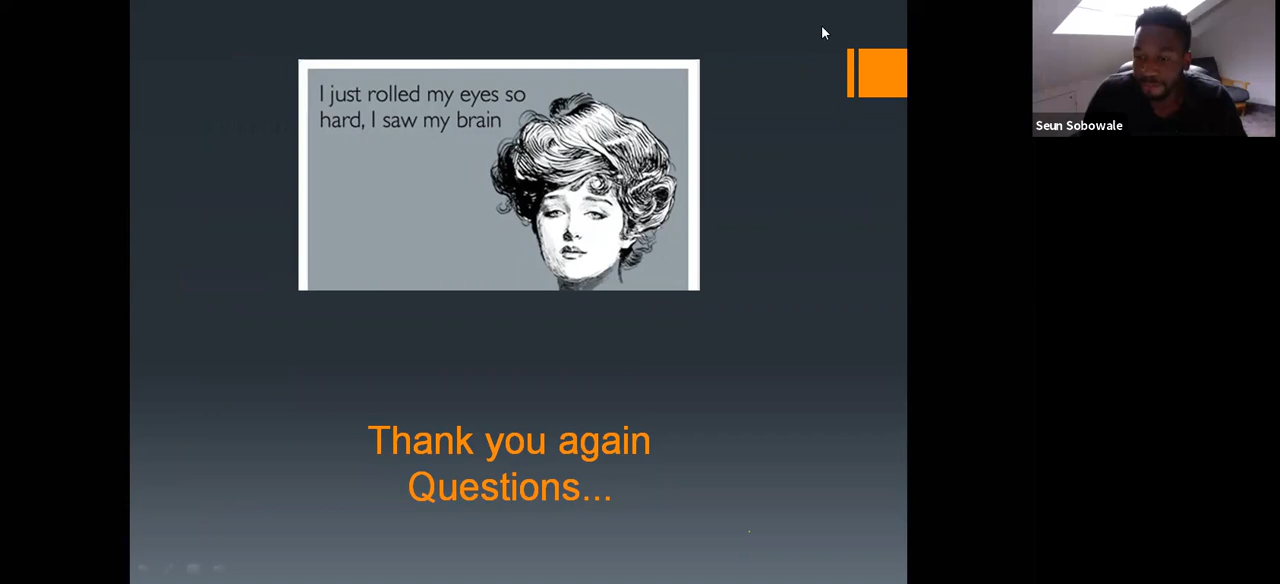 I just rolled my eyes so
hard, I saw my brain
Seun Sobowale
Thank you again
Questions...